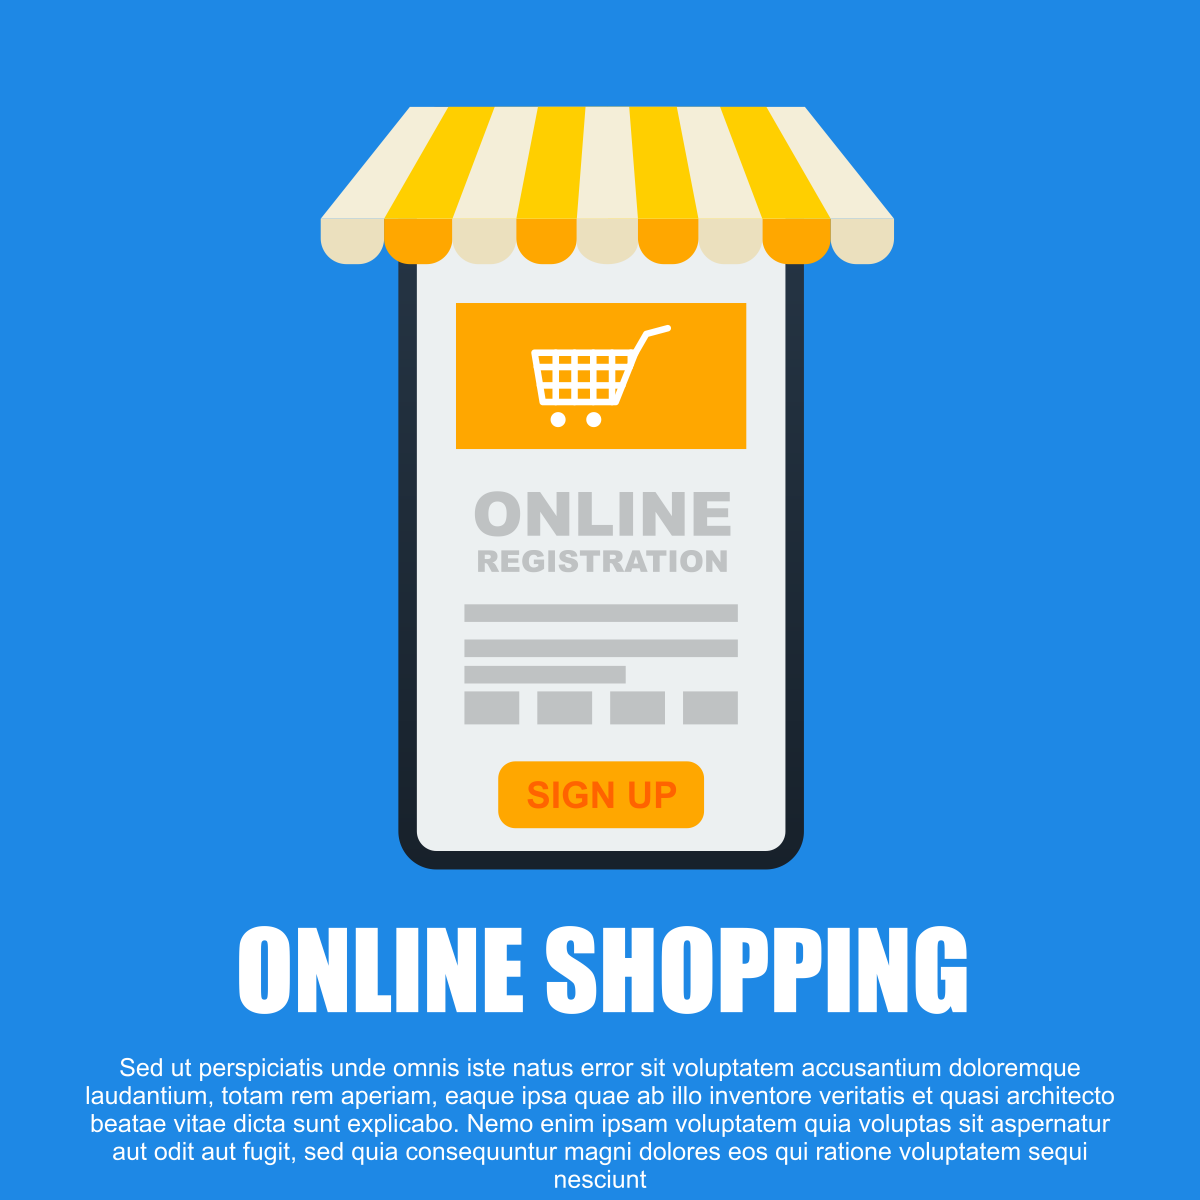 ONLINE
REGISTRATION
SIGN UP
ONLINE SHOPPING
Sed ut perspiciatis unde omnis iste natus error sit voluptatem accusantium doloremque
laudantium, totam rem aperiam, eaque ipsa quae ab illo inventore veritatis et quasi architecto
beatae vitae dicta sunt explicabo. Nemo enim ipsam voluptatem quia voluptas sit aspernatur
aut odit aut fugit, sed quia consequuntur magni dolores eos qui ratione voluptatem sequi
nesciunt